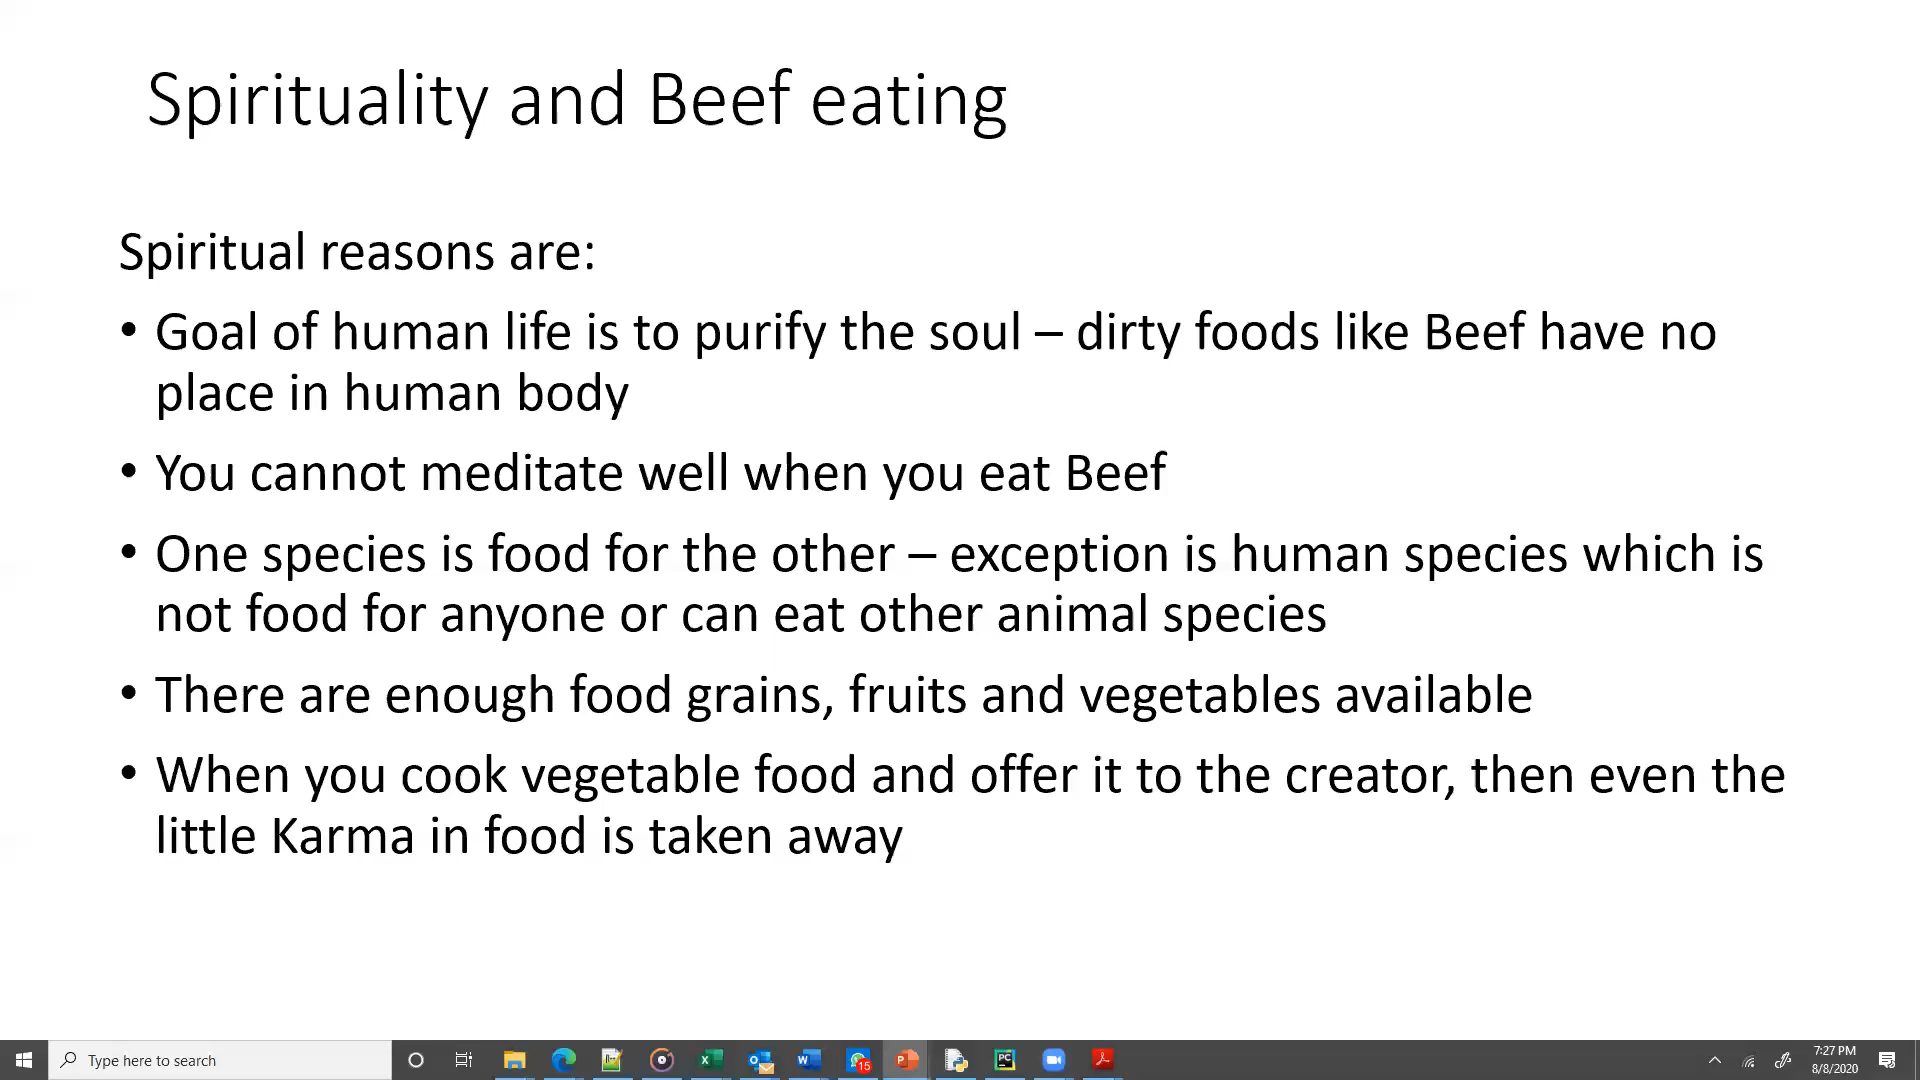 Spirituality and Beef eating
Spiritual reasons are:
• Goal of human life is to purify the soul – dirty foods like Beef have no
place in human body
• You cannot meditate well when you eat Beef
• One species is food for the other – exception is human species which is
not food for anyone or can eat other animal species
• There are enough food grains, fruits and vegetables available
• When you cook vegetable food and offer it to the creator, then even the
little Karma in food is taken away
Type here to search
15
PC
7:27 PM
8/8/2020